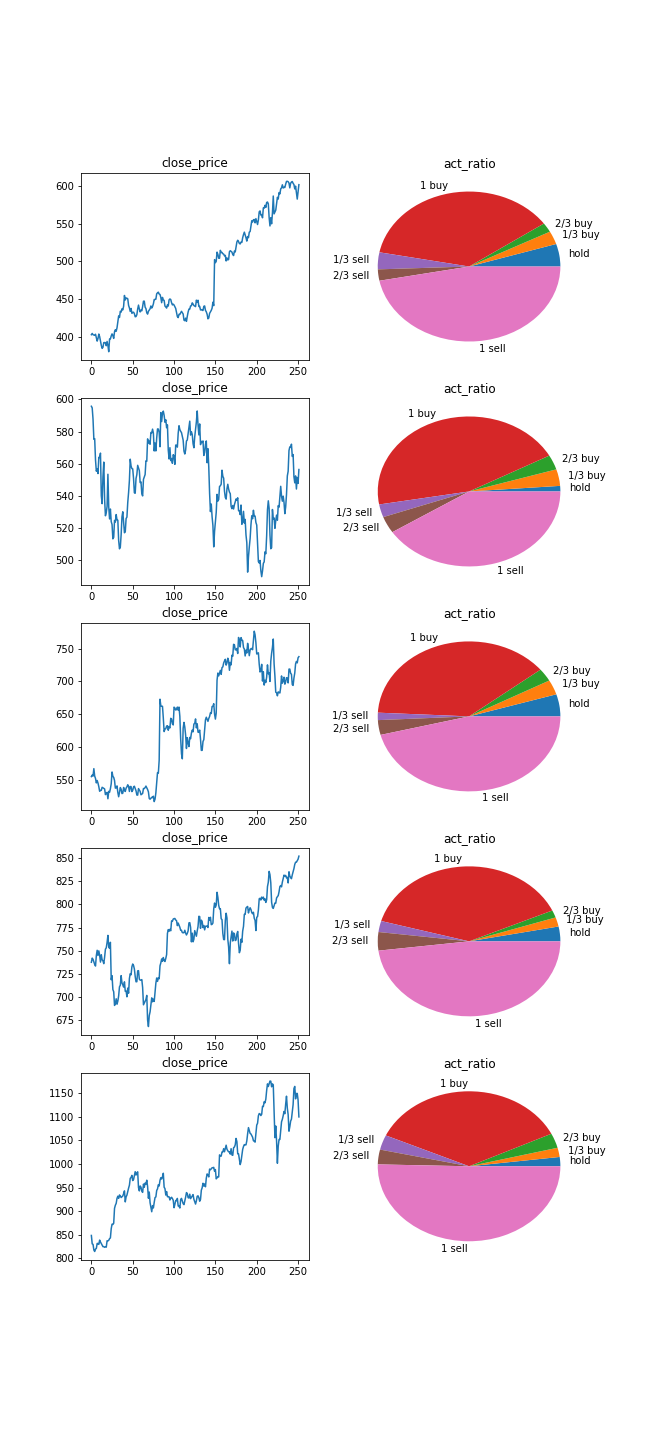 close_price
600
550
500
450
400
0 50 100 150 200 250
act_ratio
1 buy
2/3 buy
1/3 buy
hold
1/3 sell
2/3 sell
1 sell
close_price
600
580
560
540
520
500
0 50 100 150 200 250
act_ratio
1 buy
2/3 buy
1/3 buy
hold
1/3 sell
2/3 sell
1 sell
close_price
750
700
650
600
550
0 50 100 150 200 250
act_ratio
1 buy
2/3 buy
1/3 buy
hold
1/3 sell
2/3 sell
1 sell
close_price
850
825
800
775
750
725
700
675
0 50 100 150 200 250
act_ratio
1 buy
2/3 buy
1/3 buy
hold
1/3 sell
2/3 sell
1 sell
close_price
1150
1100
1050
1000
950
900
850
800
0 50 100 150 200 250
act_ratio
1 buy
2/3 buy
1/3 buy
hold
1/3 sell
2/3 sell
1 sell